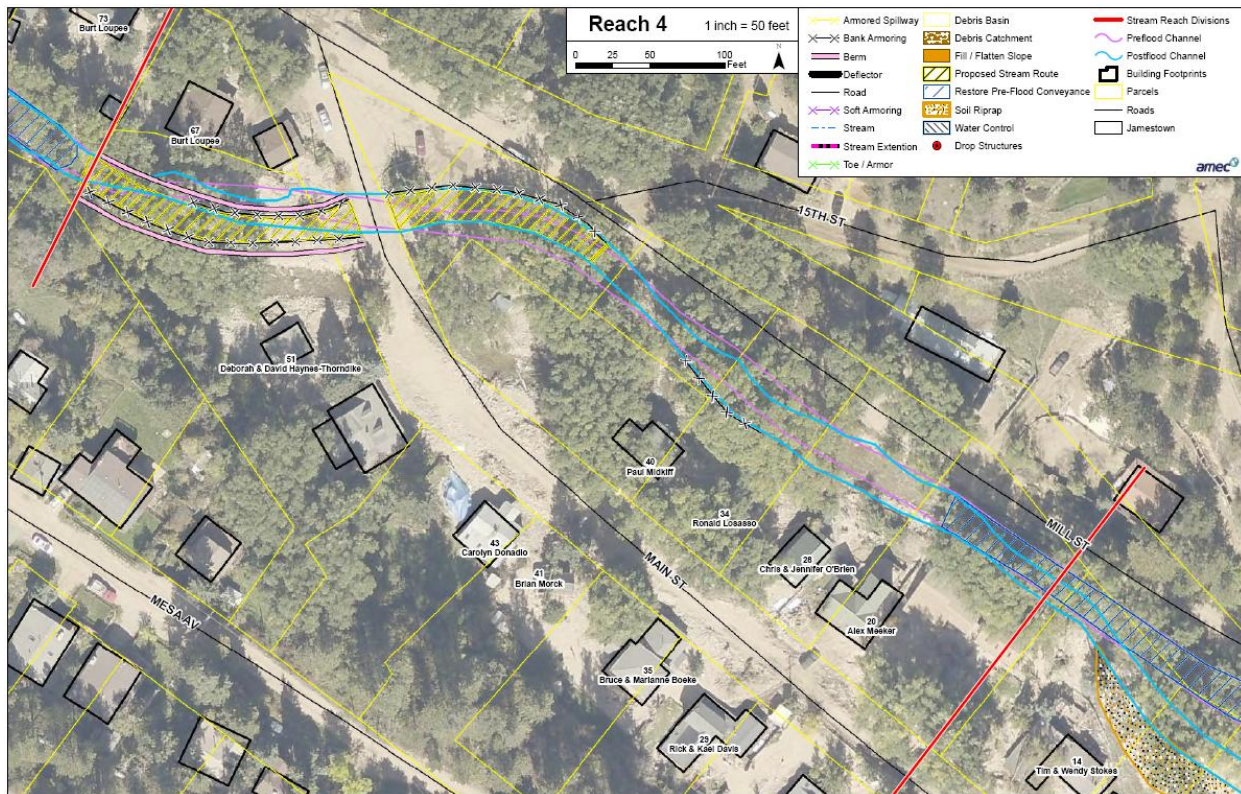 Reach 4
1 inch = 50 feet
0 25 50 100
Feet
N
Armored Spillway
Bank Armoring
Berm
Deflector
Road
Soft Armoring
Stream
Stream Extention
Toe / Armor
Debris Basin
Debris Catchment
Fill / Flatten Slope
Proposed Stream Route
Restore Pre-Flood Conveyance
Soil Riprap
Water Control
Drop Structures
Stream Reach Divisions
Preflood Channel
Postflood Channel
Building Footprints
Parcels
Roads
Jamestown
amec
73
Burt Loupee
67
Burt Loupee
15TH ST
51
Deborah & David Haynes-Thorndike
40
Paul Midkiff
34
Ronald Losasso
MILL ST
43
Carolyn Donadio
41
Brian Morck
MAIN ST
28
Chris & Jennifer O'Brien
20
Alex Meeker
MESA AV
35
Bruce & Marianne Boeke
29
Rick & Kael Davis
14
Tim & Wendy Stokes